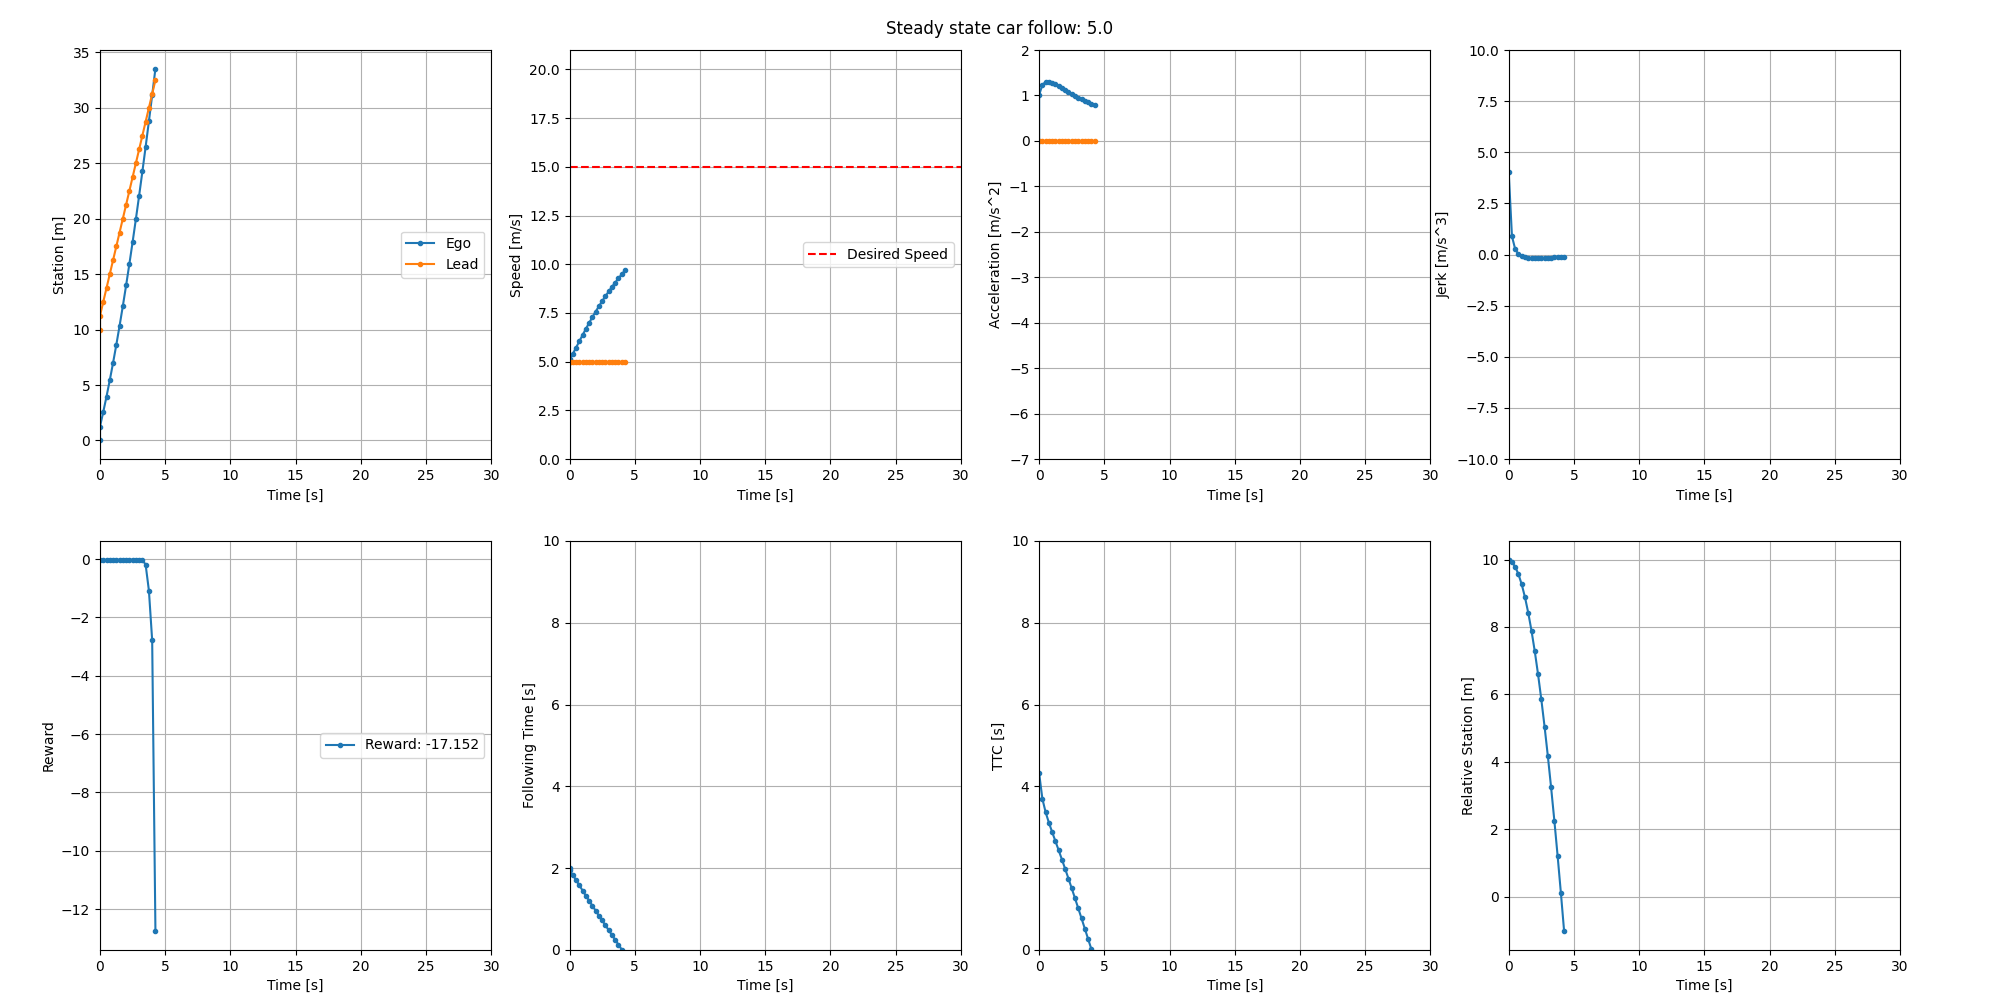 Steady state car follow: 5.0
35
30
25
20
15
10
5
0
Station [m]
Ego
Lead
0 5 10 15 20 25 30
Time [s]
20.0
17.5
15.0
12.5
10.0
7.5
5.0
2.5
0.0
Speed [m/s]
Desired Speed
0 5 10 15 20 25 30
Time [s]
2
1
0
−1
−2
−3
−4
−5
−6
−7
Acceleration [m/s^2]
0 5 10 15 20 25 30
Time [s]
10.0
7.5
5.0
2.5
0.0
−2.5
−5.0
−7.5
−10.0
Jerk [m/s^3]
0 5 10 15 20 25 30
Time [s]
0
−2
−4
−6
−8
−10
−12
Reward
Reward: -17.152
0 5 10 15 20 25 30
Time [s]
10
8
6
4
2
0
Following Time [s]
0 5 10 15 20 25 30
Time [s]
10
8
6
4
2
0
TTC [s]
0 5 10 15 20 25 30
Time [s]
10
8
6
4
2
0
Relative Station [m]
0 5 10 15 20 25 30
Time [s]